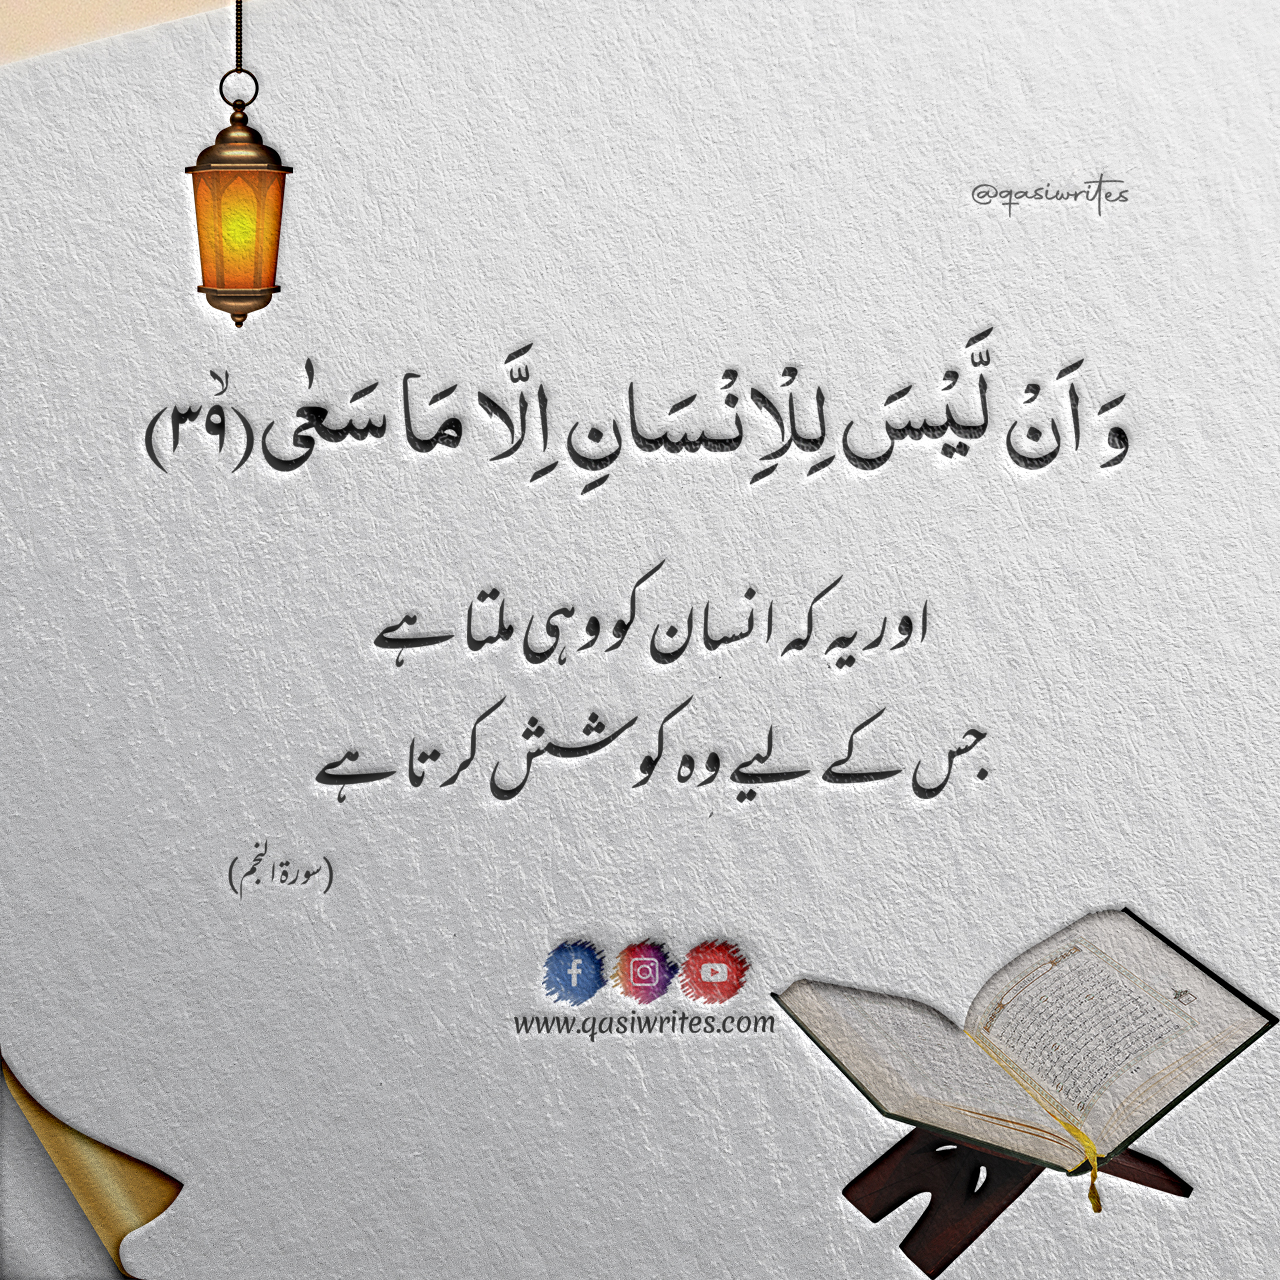 @qasiwrites
وَ اَنْ لَّیْسَ لِلْاِنْسَانِ اِلَّا مَا سَعٰىۙ(۳۹)
اور یہ کہ انسان کو وہی ملتا ہے
جس کے لیے وہ کوشش کرتا ہے
(سورۃ النجم)
www.qasiwrites.com